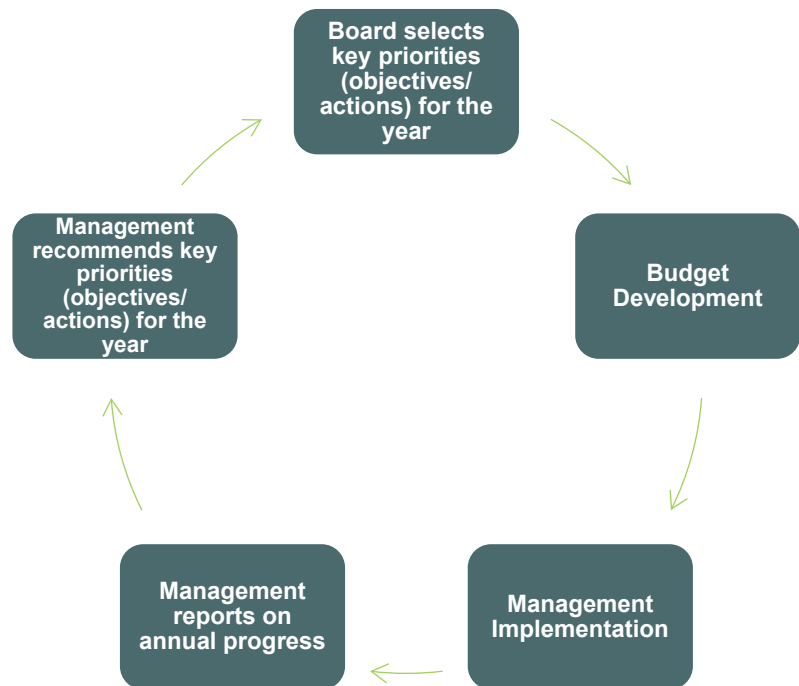 Board selects
key priorities
(objectives/
actions) for the
year
Budget
Development
Management
Implementation
Management
reports on
annual progress
Management
recommends key
priorities
(objectives/
actions) for the
year